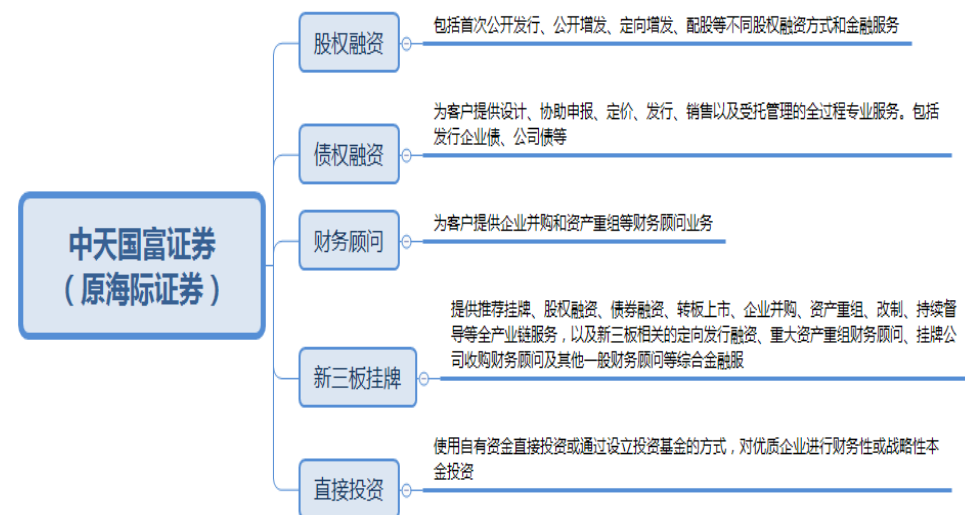 股权融资
包括首次公开发行、公开增发、定向增发、配股等不同股权融资方式和金融服务
债权融资
为客户提供设计、协助申报、定价、发行、销售以及受托管理的全过程专业服务。包括
发行企业债、公司债等
中天国富证券
（原海际证券）
财务顾问
为客户提供企业并购和资产重组等财务顾问业务
新三板挂牌
提供推荐挂牌、股权融资、债券融资、转板上市、企业并购、资产重组、改制、持续督
导等全产业链服务，以及新三板相关的定向发行融资、重大资产重组财务顾问、挂牌公
司收购财务顾问及其他一般财务顾问等综合金融服
直接投资
使用自有资金直接投资或通过设立投资基金的方式，对优质企业进行财务性或战略性本
金投资